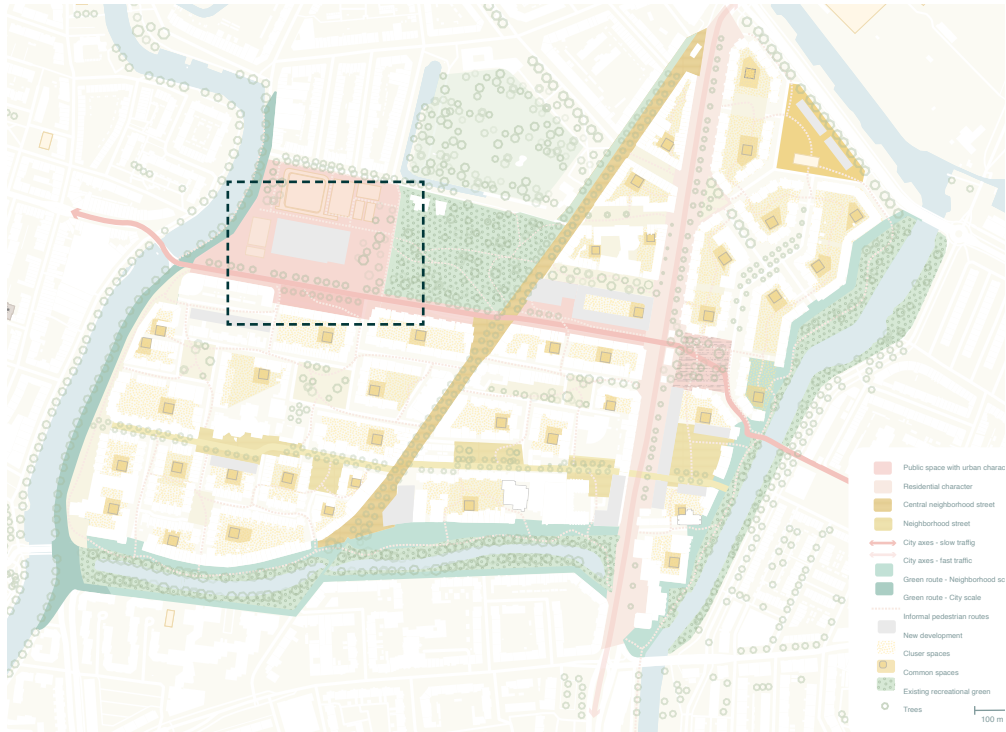 Public space with urban charac
Residential character
Central neighborhood street
Neighborhood street
City axes - slow traffig
City axes - fast traffic
Green route - Neighborhood sc
Green route - City scale
Informal pedestrian routes
New development
Cluser spaces
Common spaces
Existing recreational green
Trees
100 m